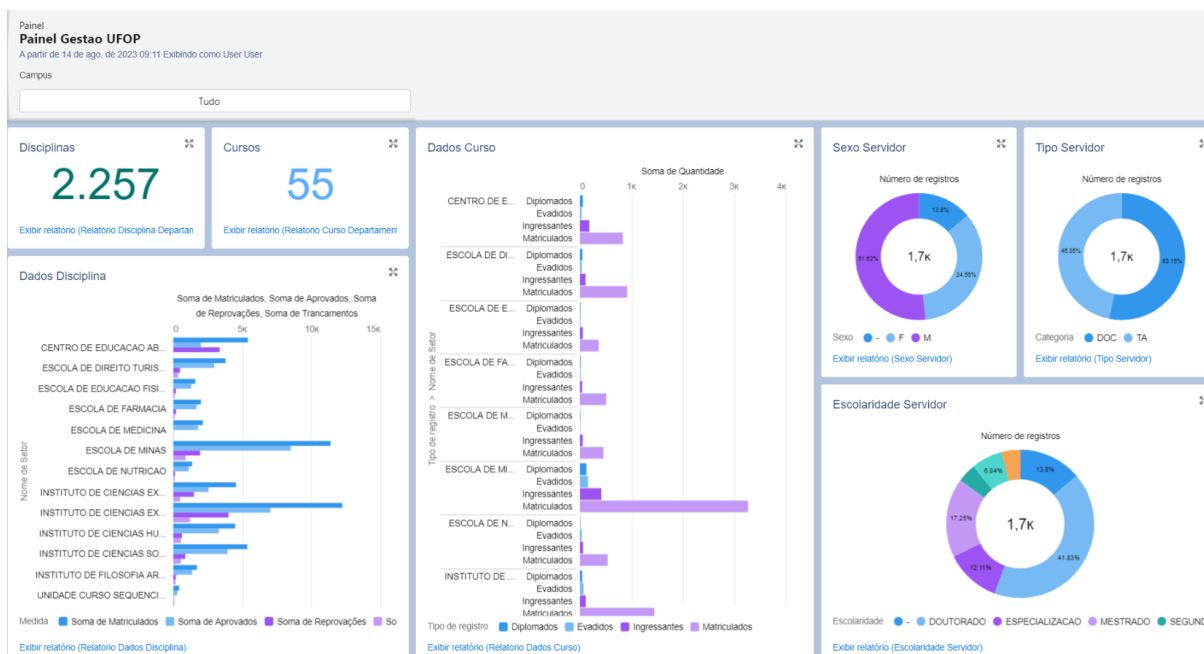 Painel
Painel Gestao UFOP
A partir de 14 de ago. de 2023 09:11·Exibindo como User User
Campus
Tudo
Disciplinas
2.257
Exibir relatório (Relatorio Disciplina Departan
Cursos
55
Exibir relatório (Relatorio Curso Departament
Dados Disciplina
Soma de Matriculados, Soma de Aprovados, Soma
de Reprovações, Soma de Trancamentos
0 5K 10K 15K
Nome de Setor
CENTRO DE EDUCACAO AB...
ESCOLA DE DIREITO TURIS...
ESCOLA DE EDUCACAO FISI...
ESCOLA DE FARMACIA
ESCOLA DE MEDICINA
ESCOLA DE MINAS
ESCOLA DE NUTRICAO
INSTITUTO DE CIENCIAS EX...
INSTITUTO DE CIENCIAS EX...
INSTITUTO DE CIENCIAS HU...
INSTITUTO DE CIENCIAS SO...
INSTITUTO DE FILOSOFIA AR...
UNIDADE CURSO SEQUENCI...
Medida Soma de Matriculados Soma de Aprovados Soma de Reprovações So
Exibir relatório (Relatorio Dados Disciplina)
Dados Curso
Soma de Quantidade
0 1K 2K 3K 4K
Tipo de registro > Nome de Setor
CENTRO DE E... Diplomados
Evadidos
Ingressantes
Matriculados
ESCOLA DE DI... Diplomados
Evadidos
Ingressantes
Matriculados
ESCOLA DE E... Diplomados
Evadidos
Ingressantes
Matriculados
ESCOLA DE FA... Diplomados
Evadidos
Ingressantes
Matriculados
ESCOLA DE M... Diplomados
Evadidos
Ingressantes
Matriculados
ESCOLA DE MI... Diplomados
Evadidos
Ingressantes
Matriculados
ESCOLA DE N... Diplomados
Evadidos
Ingressantes
Matriculados
INSTITUTO DE ... Diplomados
Evadidos
Ingressantes
Matriculados
Tipo de registro Diplomados Evadidos Ingressantes Matriculados
Exibir relatório (Relatorio Dados Curso)
Sexo Servidor
Número de registros
13.8%
34.55%
51.63%
1,7K
Sexo - F M
Exibir relatório (Sexo Servidor)
Tipo Servidor
Número de registros
46.85%
53.15%
1,7K
Categoria DOC TA
Exibir relatório (Tipo Servidor)
Escolaridade Servidor
Número de registros
13.8%
41.83%
12.11%
17.25%
6.84%
1,7K
Escolaridade - DOUTORADO ESPECIALIZACAO MESTRADO SEGUND
Exibir relatório (Escolaridade Servidor)